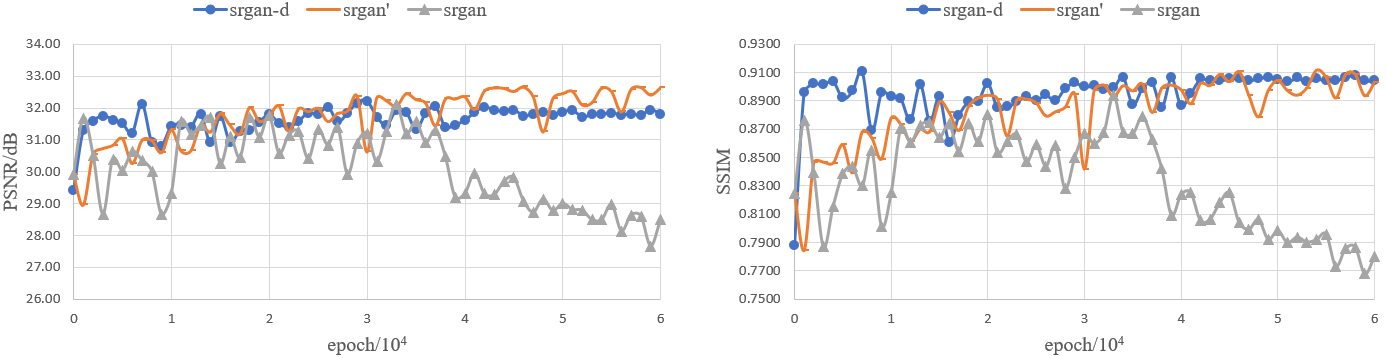 srgan-d srgan' srgan
34.00
33.00
32.00
31.00
30.00
29.00
28.00
27.00
26.00
PSNR/dB
0 1 2 3 4 5 6
epoch/10⁴
srgan-d srgan' srgan
0.9300
0.9100
0.8900
0.8700
0.8500
0.8300
0.8100
0.7900
0.7700
0.7500
SSIM
0 1 2 3 4 5 6
epoch/10⁴